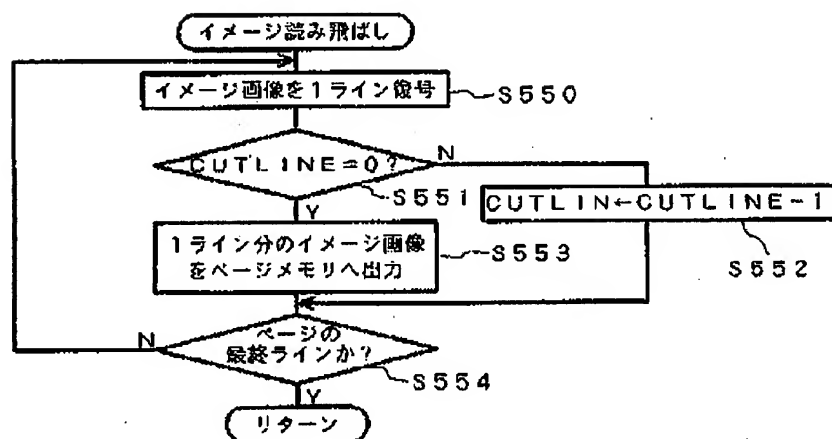 イメージ読み飛ばし
イメージ画像を1ライン復号
S550
CUTLINE=0?
N
S551
Y
CUTLIN←CUTLINE-1
S552
1ライン分のイメージ画像
をページメモリへ出力
S553
ページの
最終ラインか?
N
S554
Y
リターン